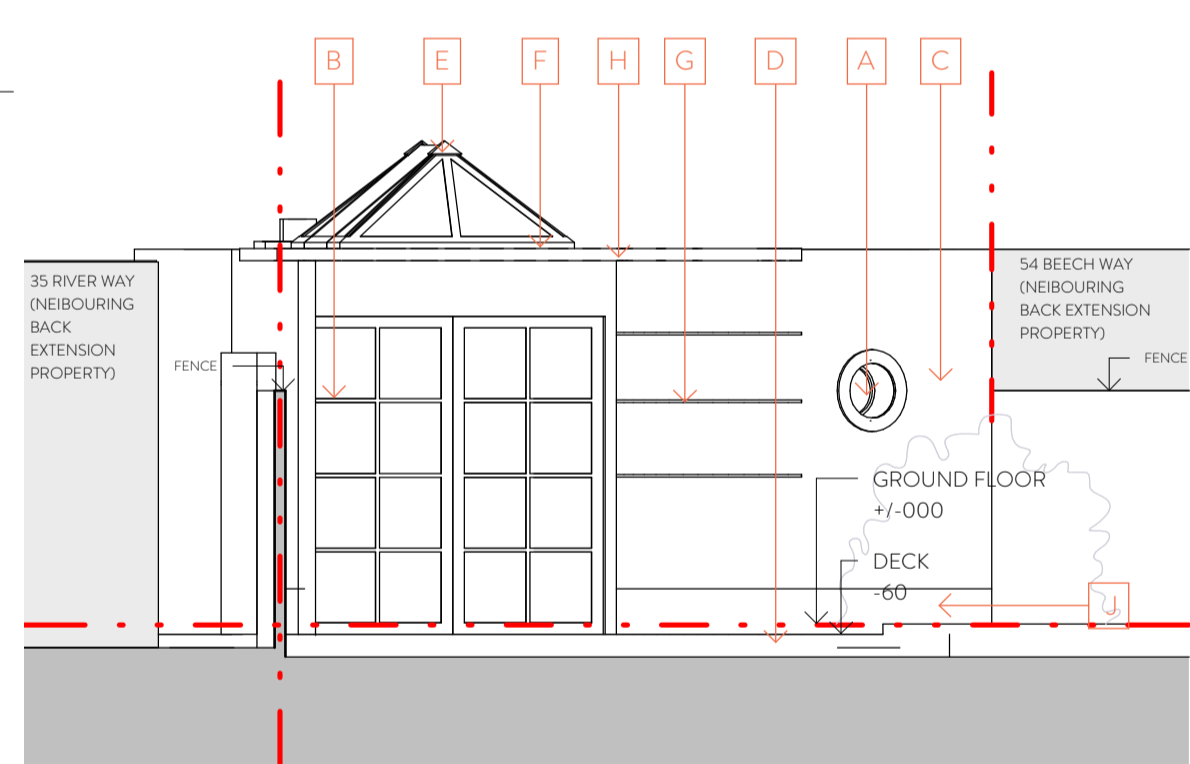 B
E
F
H
G
D
A
C
35 RIVER WAY
(NEIBOURING
BACK
EXTENSION
PROPERTY)
FENCE
54 BEECH WAY
(NEIBOURING
BACK EXTENSION
PROPERTY)
FENCE
GROUND FLOOR
+/-000
DECK
-60
J